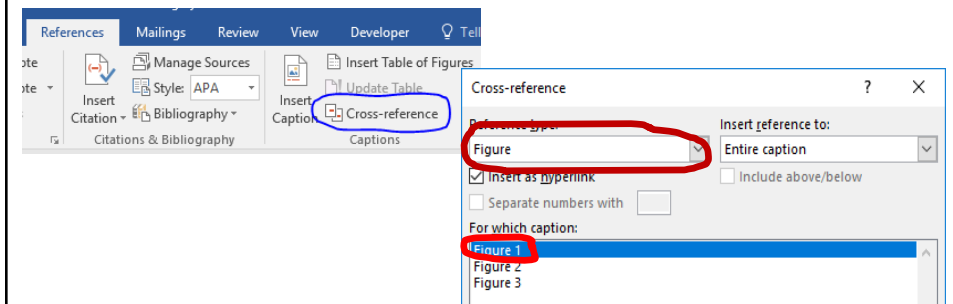 References Mailings Review View Developer Tell
ote Manage Sources Insert Table of Figures
ote Style: APA Update Table
Insert Citation Bibliography Insert Caption Cross-reference
Citations & Bibliography Captions
Cross-reference ? X
Reference type: Insert reference to:
Figure Entire caption
Insert as hyperlink Include above/below
Separate numbers with
For which caption:
Figure 1
Figure 2
Figure 3